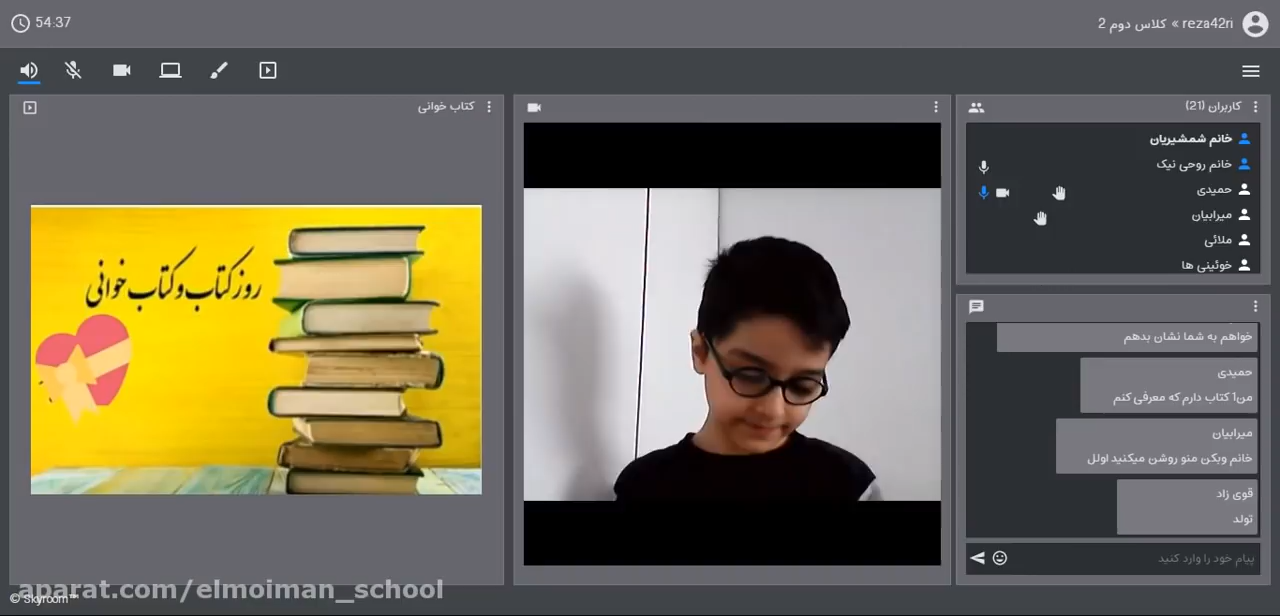 54:37
reza42ri » کلاس دوم 2
کتاب خوانی
روز کتاب و کتاب خوانی
کاربران (21)
خانم شمشیریان
خانم روحی نیک
حمیدی
میرابیان
ملائی
خوئینی ها
خواهم به شما نشان بدهم
حمیدی
من1 کتاب دارم که معرفی کنم
میرابیان
خانم وبکن منو روشن میکنید اولل
قوی زاد
تولد
پیام خود را وارد کنید
aparat.com/elmoiman_school
© Skyroom™